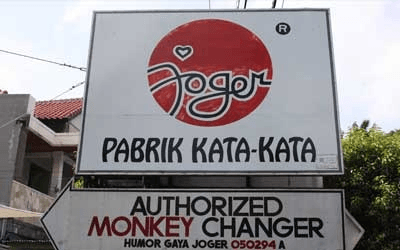 ®
Joger
PABRIK KATA-KATA
AUTHORIZED
MONKEY CHANGER
HUMOR GAYA JOGER 050294 A